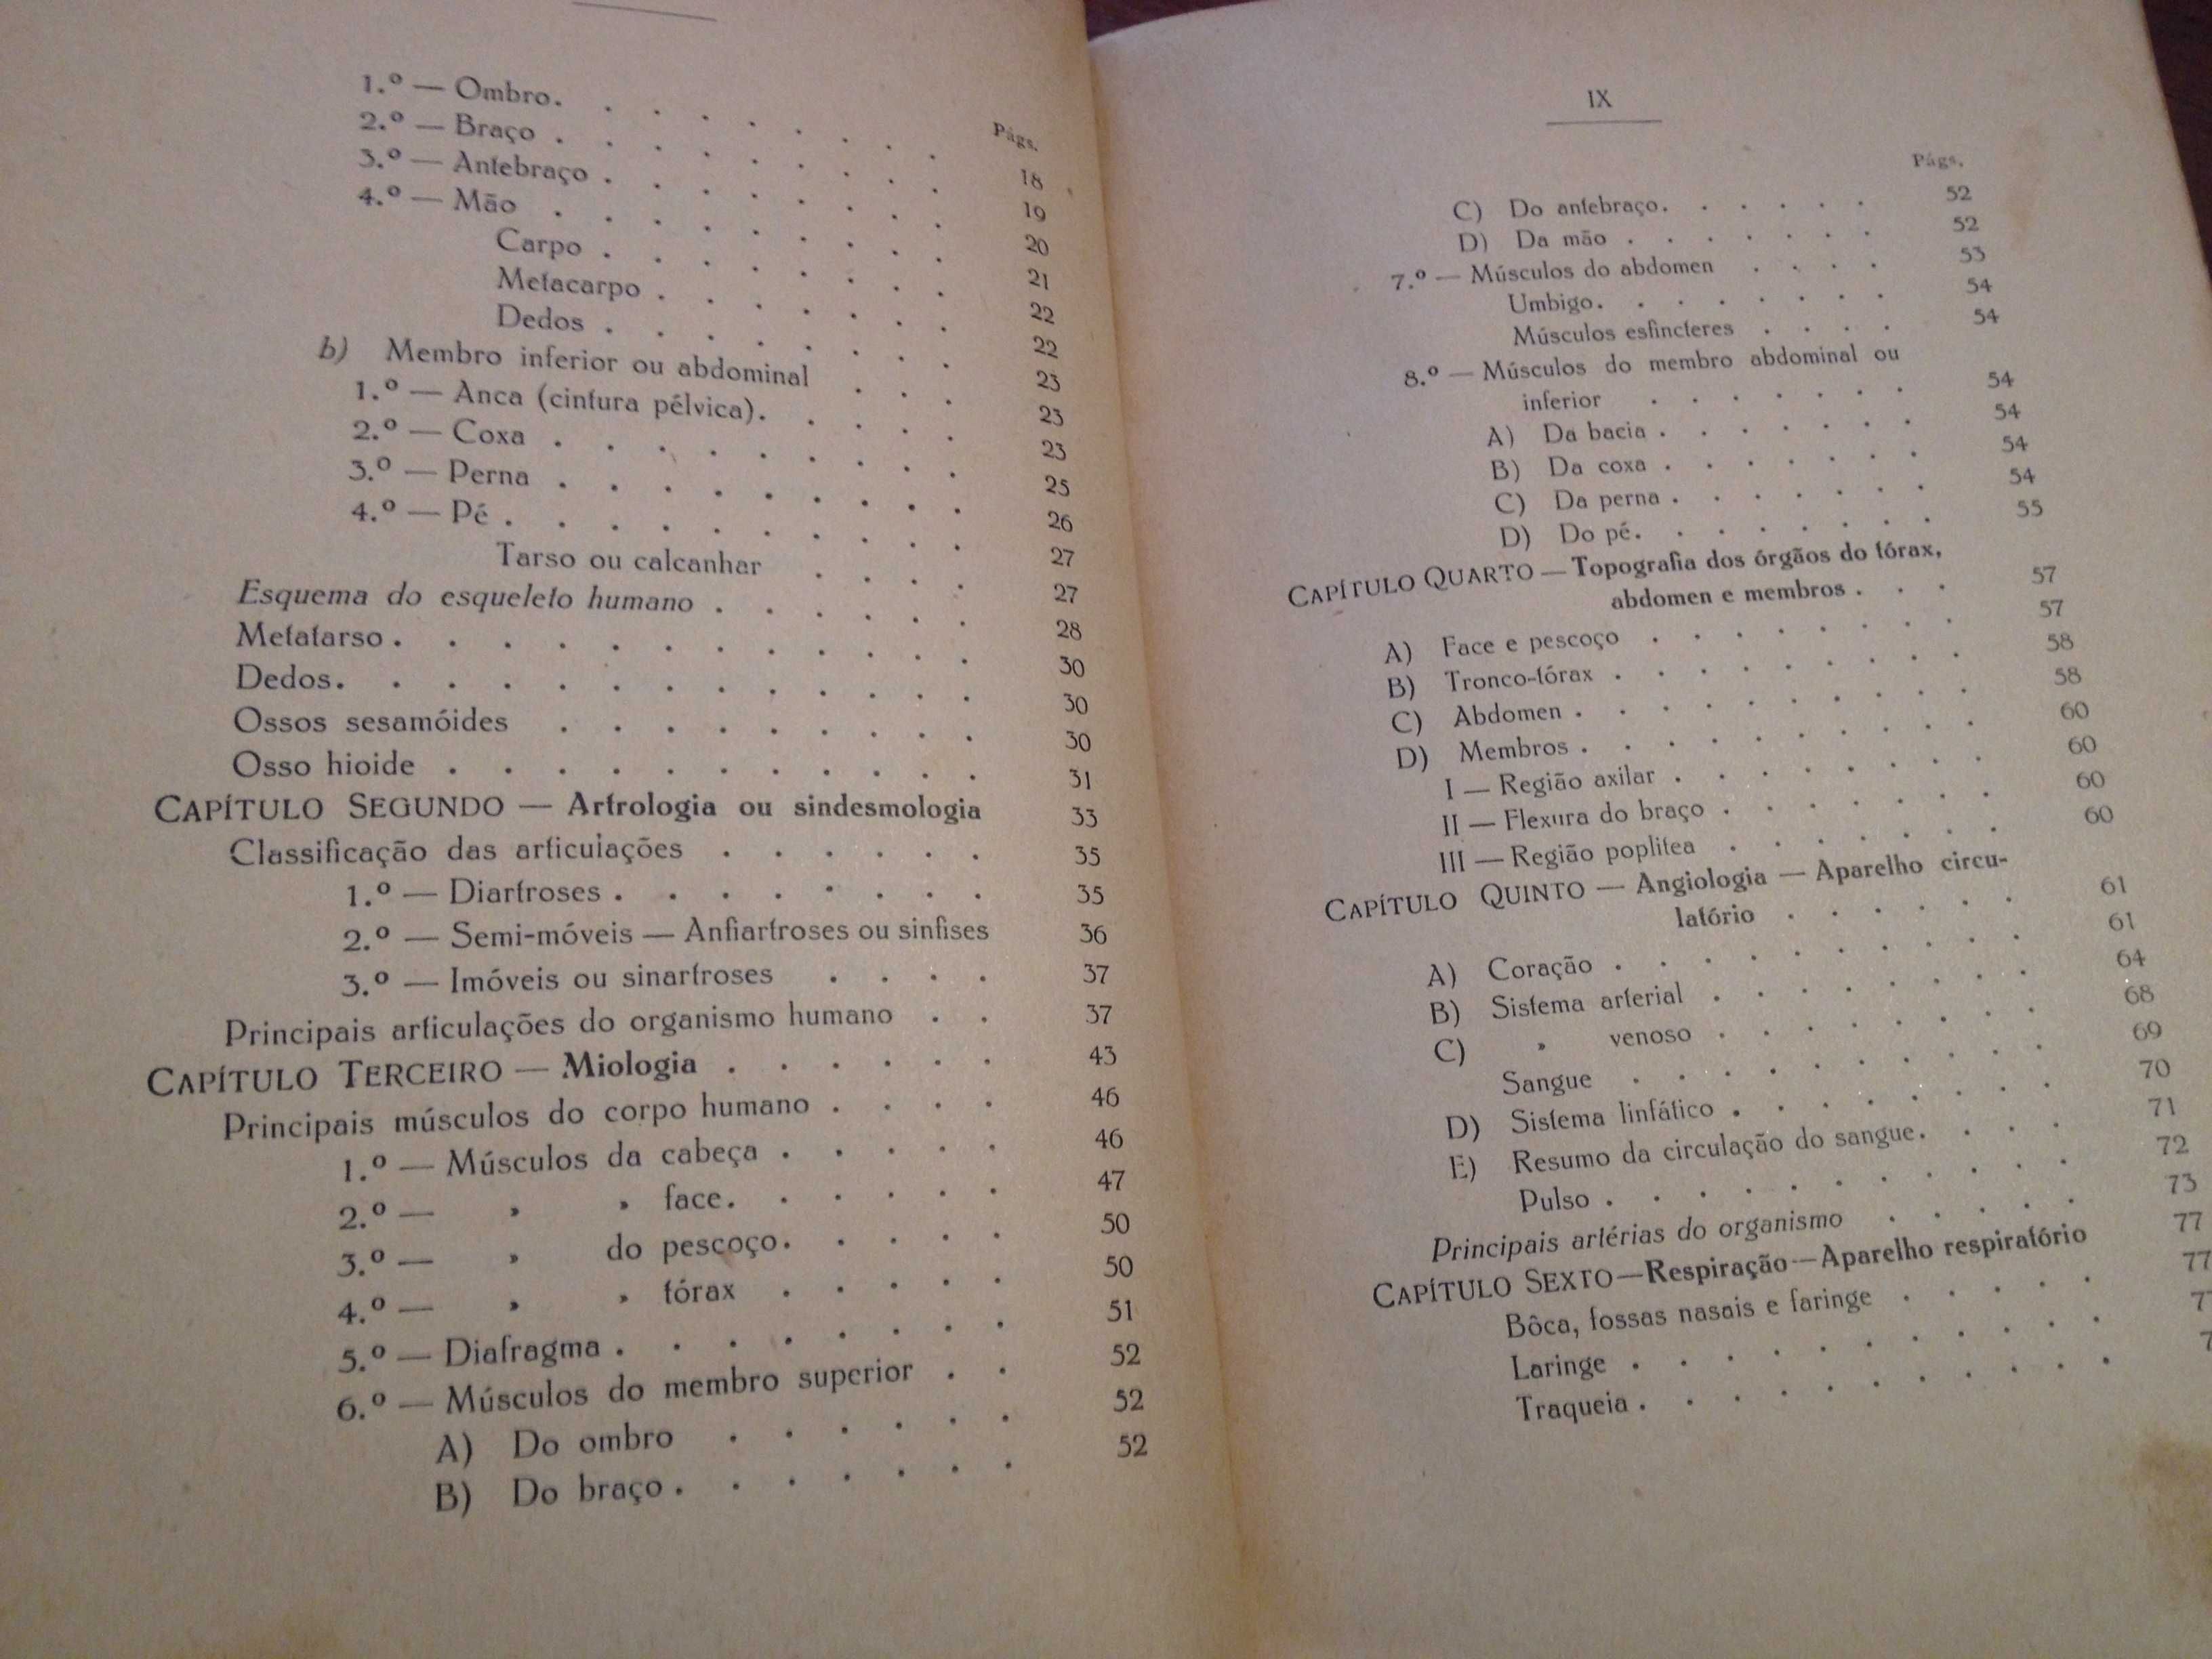 1.º — Ombro. . . . . . . . 18
Págs.
2.º — Braço . . . . . . . . 19
3.º — Antebraço . . . . . . . 20
4.º — Mão . . . . . . . . 21
Carpo . . . . . . . 22
Metacarpo . . . . . . 22
Dedos . . . . . . . 23
b) Membro inferior ou abdominal . . . 23
1.º — Anca (cintura pélvica). . . . . 23
2.º — Coxa . . . . . . . . 25
3.º — Perna . . . . . . . . 26
4.º — Pé . . . . . . . . . 27
Tarso ou calcanhar . . . . 27
Esquema do esqueleto humano . . . . . . 28
Metatarso . . . . . . . . . . . . 30
Dedos. . . . . . . . . . . . . 30
Ossos sesamóides . . . . . . . . . 30
Osso hioide . . . . . . . . . . . 31
CAPÍTULO SEGUNDO — Artrologia ou sindesmologia 33
Classificação das articulações . . . . . . 35
1.º — Diartroses . . . . . . . . 35
2.º — Semi-móveis — Anfiartroses ou sinfises 36
3.º — Imóveis ou sinartroses . . . . 37
Principais articulações do organismo humano . . 37
CAPÍTULO TERCEIRO — Miologia . . . . . . 43
Principais músculos do corpo humano . . . . 46
1.º — Músculos da cabeça . . . . . 46
2.º — » » face. . . . . . 47
3.º — » do pescoço. . . . . 50
4.º — » » tórax . . . . . 50
5.º — Diafragma . . . . . . . . 51
6.º — Músculos do membro superior . . 52
A) Do ombro . . . . . . 52
B) Do braço . . . . . . . 52
IX
Págs.
C) Do antebraço. . . . . . 52
D) Da mão . . . . . . . 52
7.º — Músculos do abdomen . . . . 53
Umbigo. . . . . . . . 54
Músculos esfíncteres . . . . 54
8.º — Músculos do membro abdominal ou
inferior . . . . . . . 54
A) Da bacia . . . . . . . 54
B) Da coxa . . . . . . . 54
C) Da perna . . . . . . . 54
D) Do pé. . . . . . . . 55
CAPÍTULO QUARTO — Topografia dos órgãos do tórax,
abdomen e membros . . . 57
A) Face e pescoço . . . . . . . . 57
B) Tronco-tórax . . . . . . . . . 58
C) Abdomen . . . . . . . . . . 58
D) Membros . . . . . . . . . . 60
I — Região axilar . . . . . . . . 60
II — Flexura do braço . . . . . . . 60
III — Região poplítea . . . . . . . 60
CAPÍTULO QUINTO — Angiologia — Aparelho circu-
latório . . . . . . 61
A) Coração . . . . . . . . . . 61
B) Sistema arterial . . . . . . . . 64
C) » venoso . . . . . . . . 68
Sangue . . . . . . . . . 69
D) Sistema linfático . . . . . . . . 70
E) Resumo da circulação do sangue. . . . 71
Pulso . . . . . . . . . . 72
Principais artérias do organismo . . . . . 73
CAPÍTULO SEXTO—Respiração—Aparelho respiratório 77
Bôca, fossas nasais e faringe . . . . . 77
Laringe . . . . . . . . . . .
Traqueia . . . . . . . . . . .